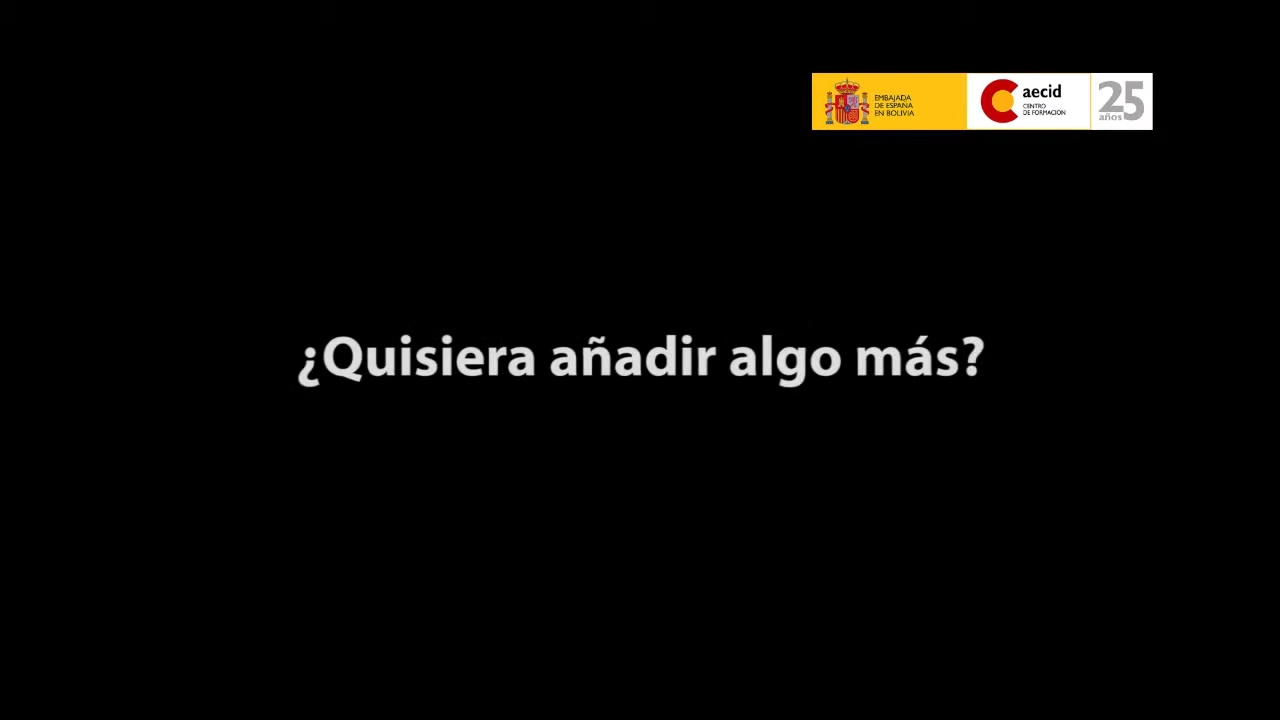 EMBAJADA
DE ESPAÑA
EN BOLIVIA
aecid
CENTRO
DE FORMACIÓN
25
años
¿Quisiera añadir algo más?